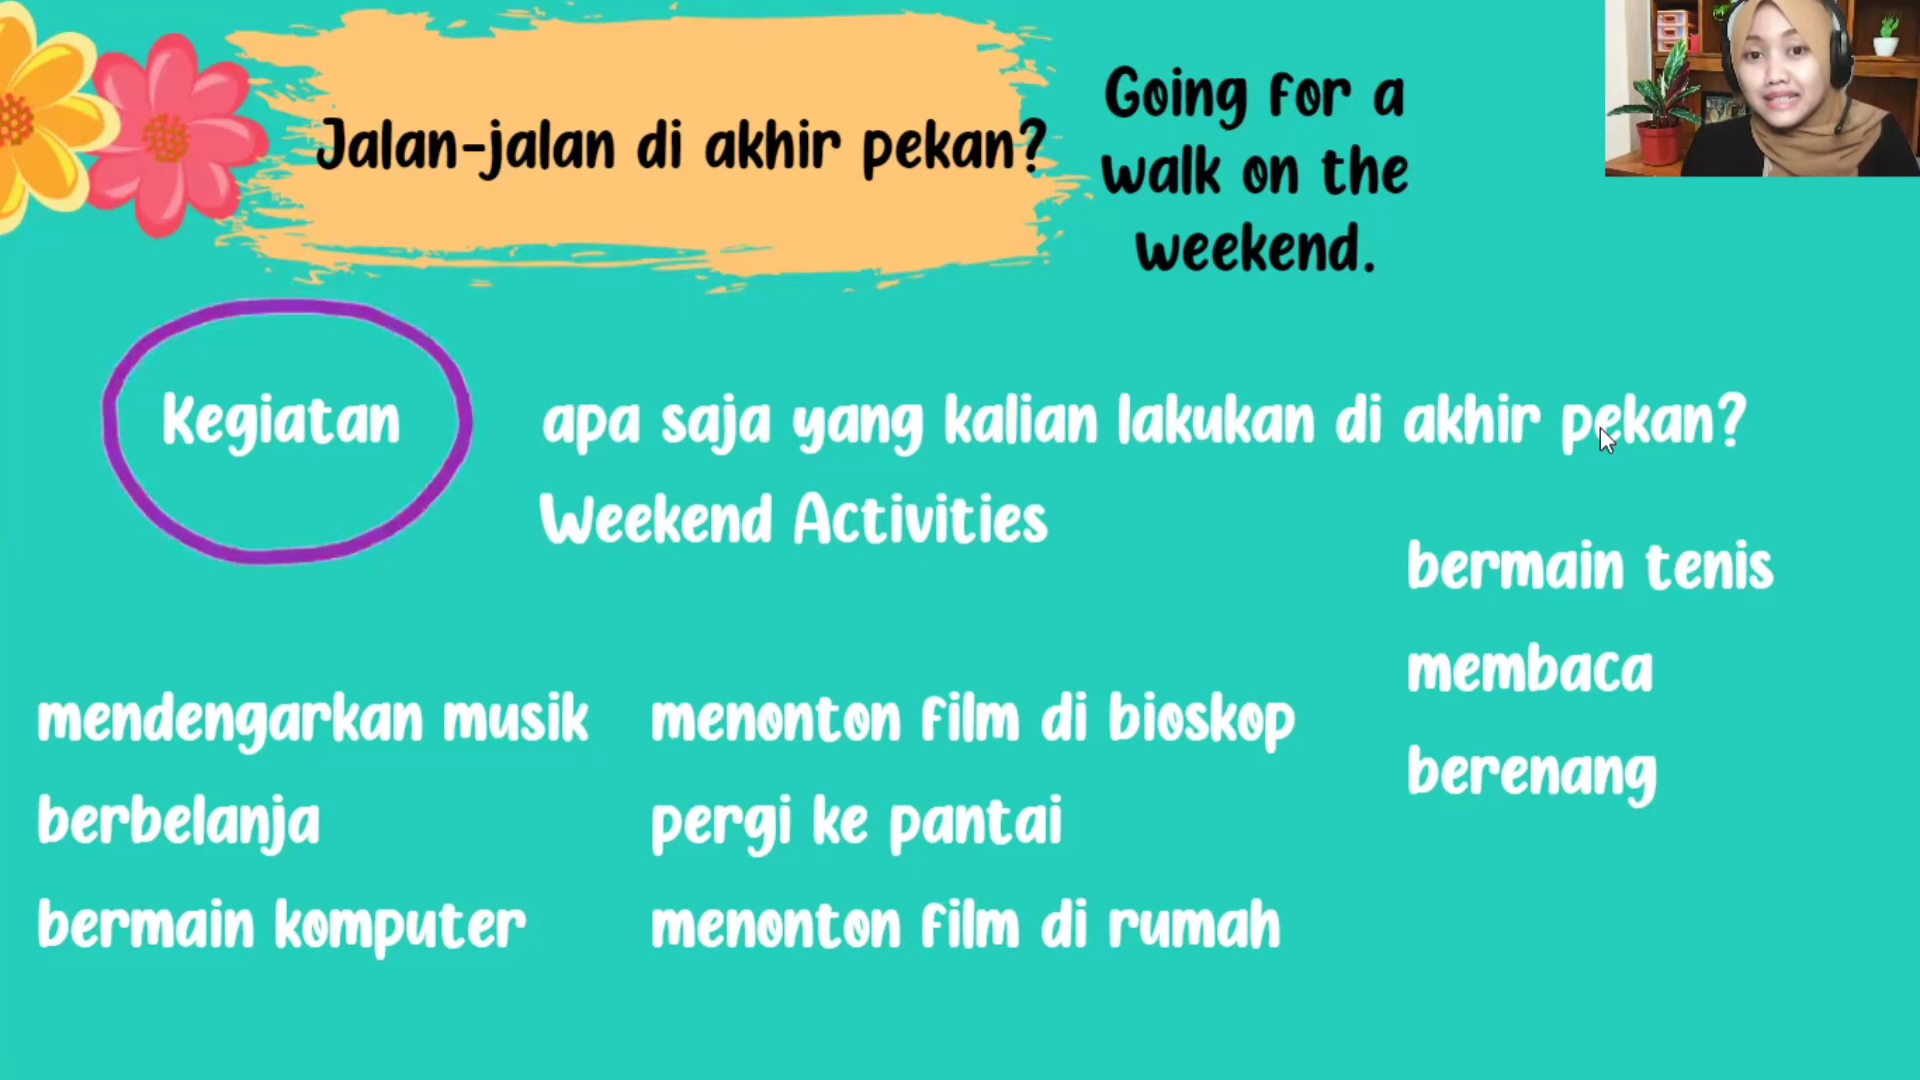 Jalan-jalan di akhir pekan?
Going for a
walk on the
weekend.
Kegiatan apa saja yang kalian lakukan di akhir pekan?
Weekend Activities
mendengarkan musik
berbelanja
bermain komputer
menonton film di bioskop
pergi ke pantai
menonton film di rumah
bermain tenis
membaca
berenang